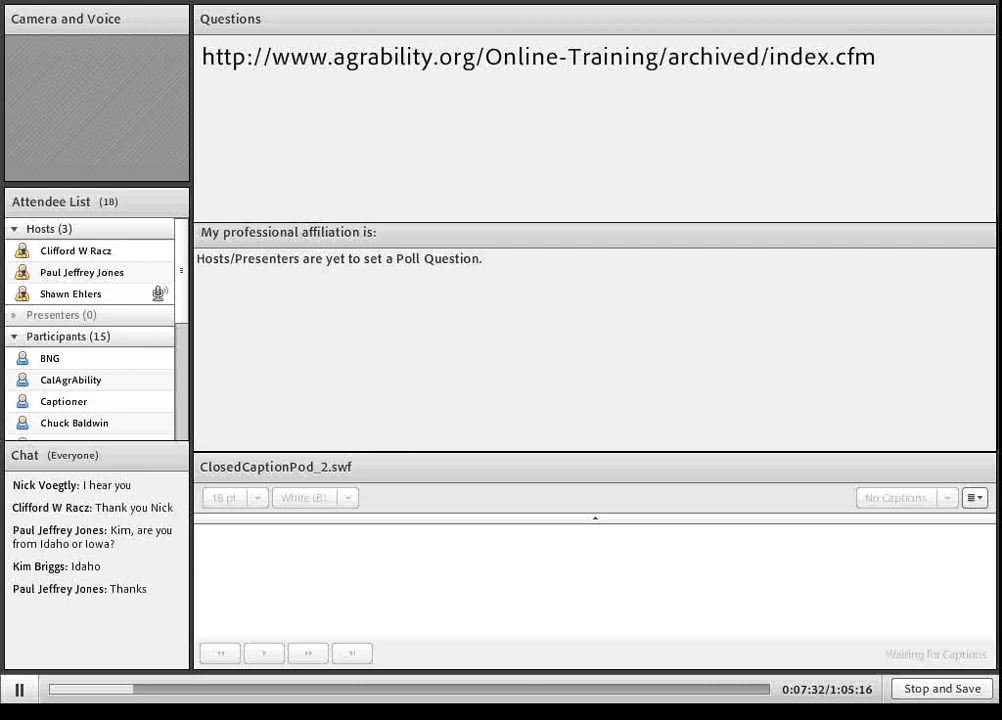 Camera and Voice
Questions
http://www.agrability.org/Online-Training/archived/index.cfm
Attendee List (18)
Hosts (3)
Clifford W Racz
Paul Jeffrey Jones
Shawn Ehlers
Presenters (0)
Participants (15)
BNG
CalAgrAbility
Captioner
Chuck Baldwin
My professional affiliation is:
Hosts/Presenters are yet to set a Poll Question.
Chat (Everyone)
Nick Voegtly: I hear you
Clifford W Racz: Thank you Nick
Paul Jeffrey Jones: Kim, are you
from Idaho or Iowa?
Kim Briggs: Idaho
Paul Jeffrey Jones: Thanks
ClosedCaptionPod_2.swf
18 pt
White (B)
No Captions
Waiting for Captions
0:07:32/1:05:16
Stop and Save